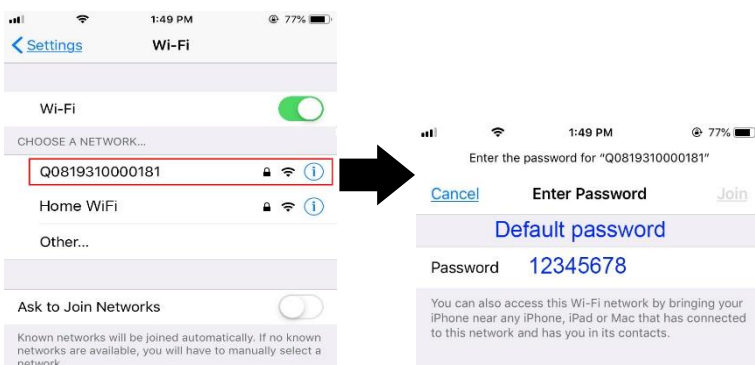 1:49 PM
77%
Settings
Wi-Fi
Wi-Fi
CHOOSE A NETWORK...
Q0819310000181
Home WiFi
Other...
Ask to Join Networks
Known networks will be joined automatically. If no known
networks are available, you will have to manually select a
network.
1:49 PM
77%
Enter the password for “Q0819310000181”
Cancel
Enter Password
Join
Default password
Password
12345678
You can also access this Wi-Fi network by bringing your
iPhone near any iPhone, iPad or Mac that has connected
to this network and has you in its contacts.